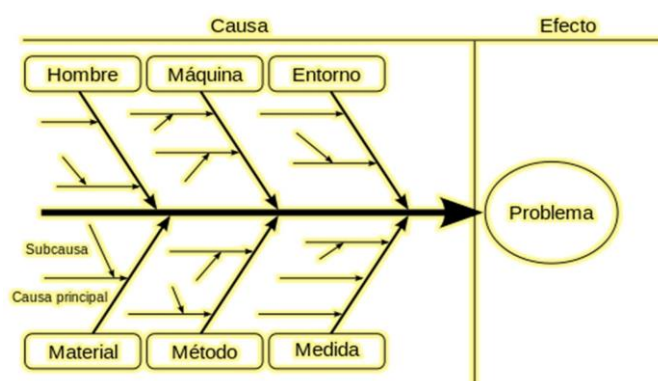 Causa
Efecto
Hombre
Máquina
Entorno
Problema
Subcausa
Causa principal
Material
Método
Medida